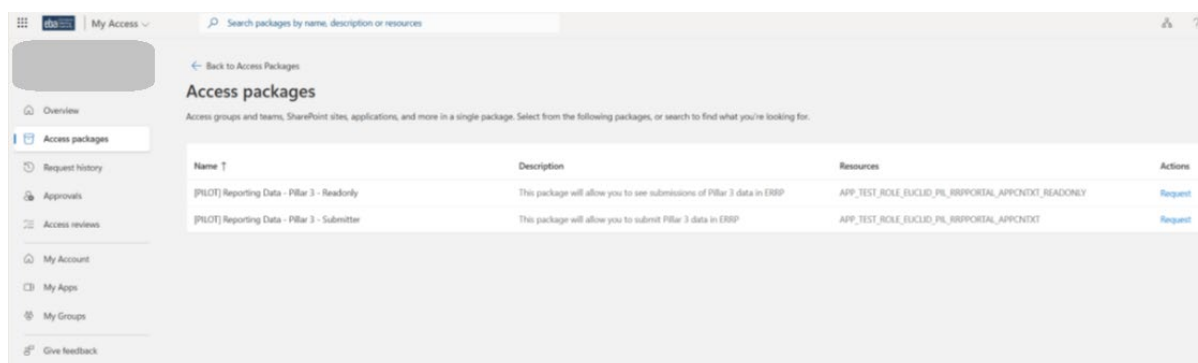 eba
My Access
Search packages by name, description or resources
?
← Back to Access Packages
Access packages
Access groups and teams, SharePoint sites, applications, and more in a single package. Select from the following packages, or search to find what you're looking for.
Overview
Access packages
Request history
Approvals
Access reviews
My Account
My Apps
My Groups
Give feedback
Name ↑ Description Resources Actions
[PILOT] Reporting Data - Pillar 3 - Readonly This package will allow you to see submissions of Pillar 3 data in ERRP APP_TEST_ROLE_EUCLID_PIL_RRPPORTAL_APPCNTXT_READONLY Request
[PILOT] Reporting Data - Pillar 3 - Submitter This package will allow you to submit Pillar 3 data in ERRP APP_TEST_ROLE_EUCLID_PIL_RRPPORTAL_APPCNTXT Request